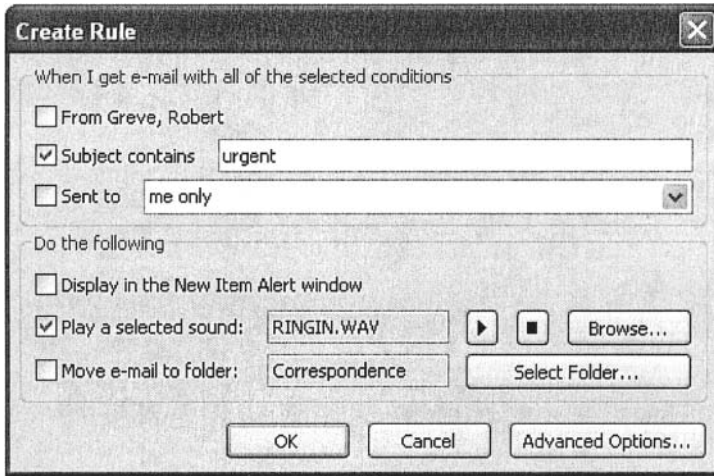 Create Rule
When I get e-mail with all of the selected conditions
From Greve, Robert
Subject contains urgent
Sent to me only
Do the following
Display in the New Item Alert window
Play a selected sound: RINGIN.WAV Browse...
Move e-mail to folder: Correspondence Select Folder...
OK Cancel Advanced Options...